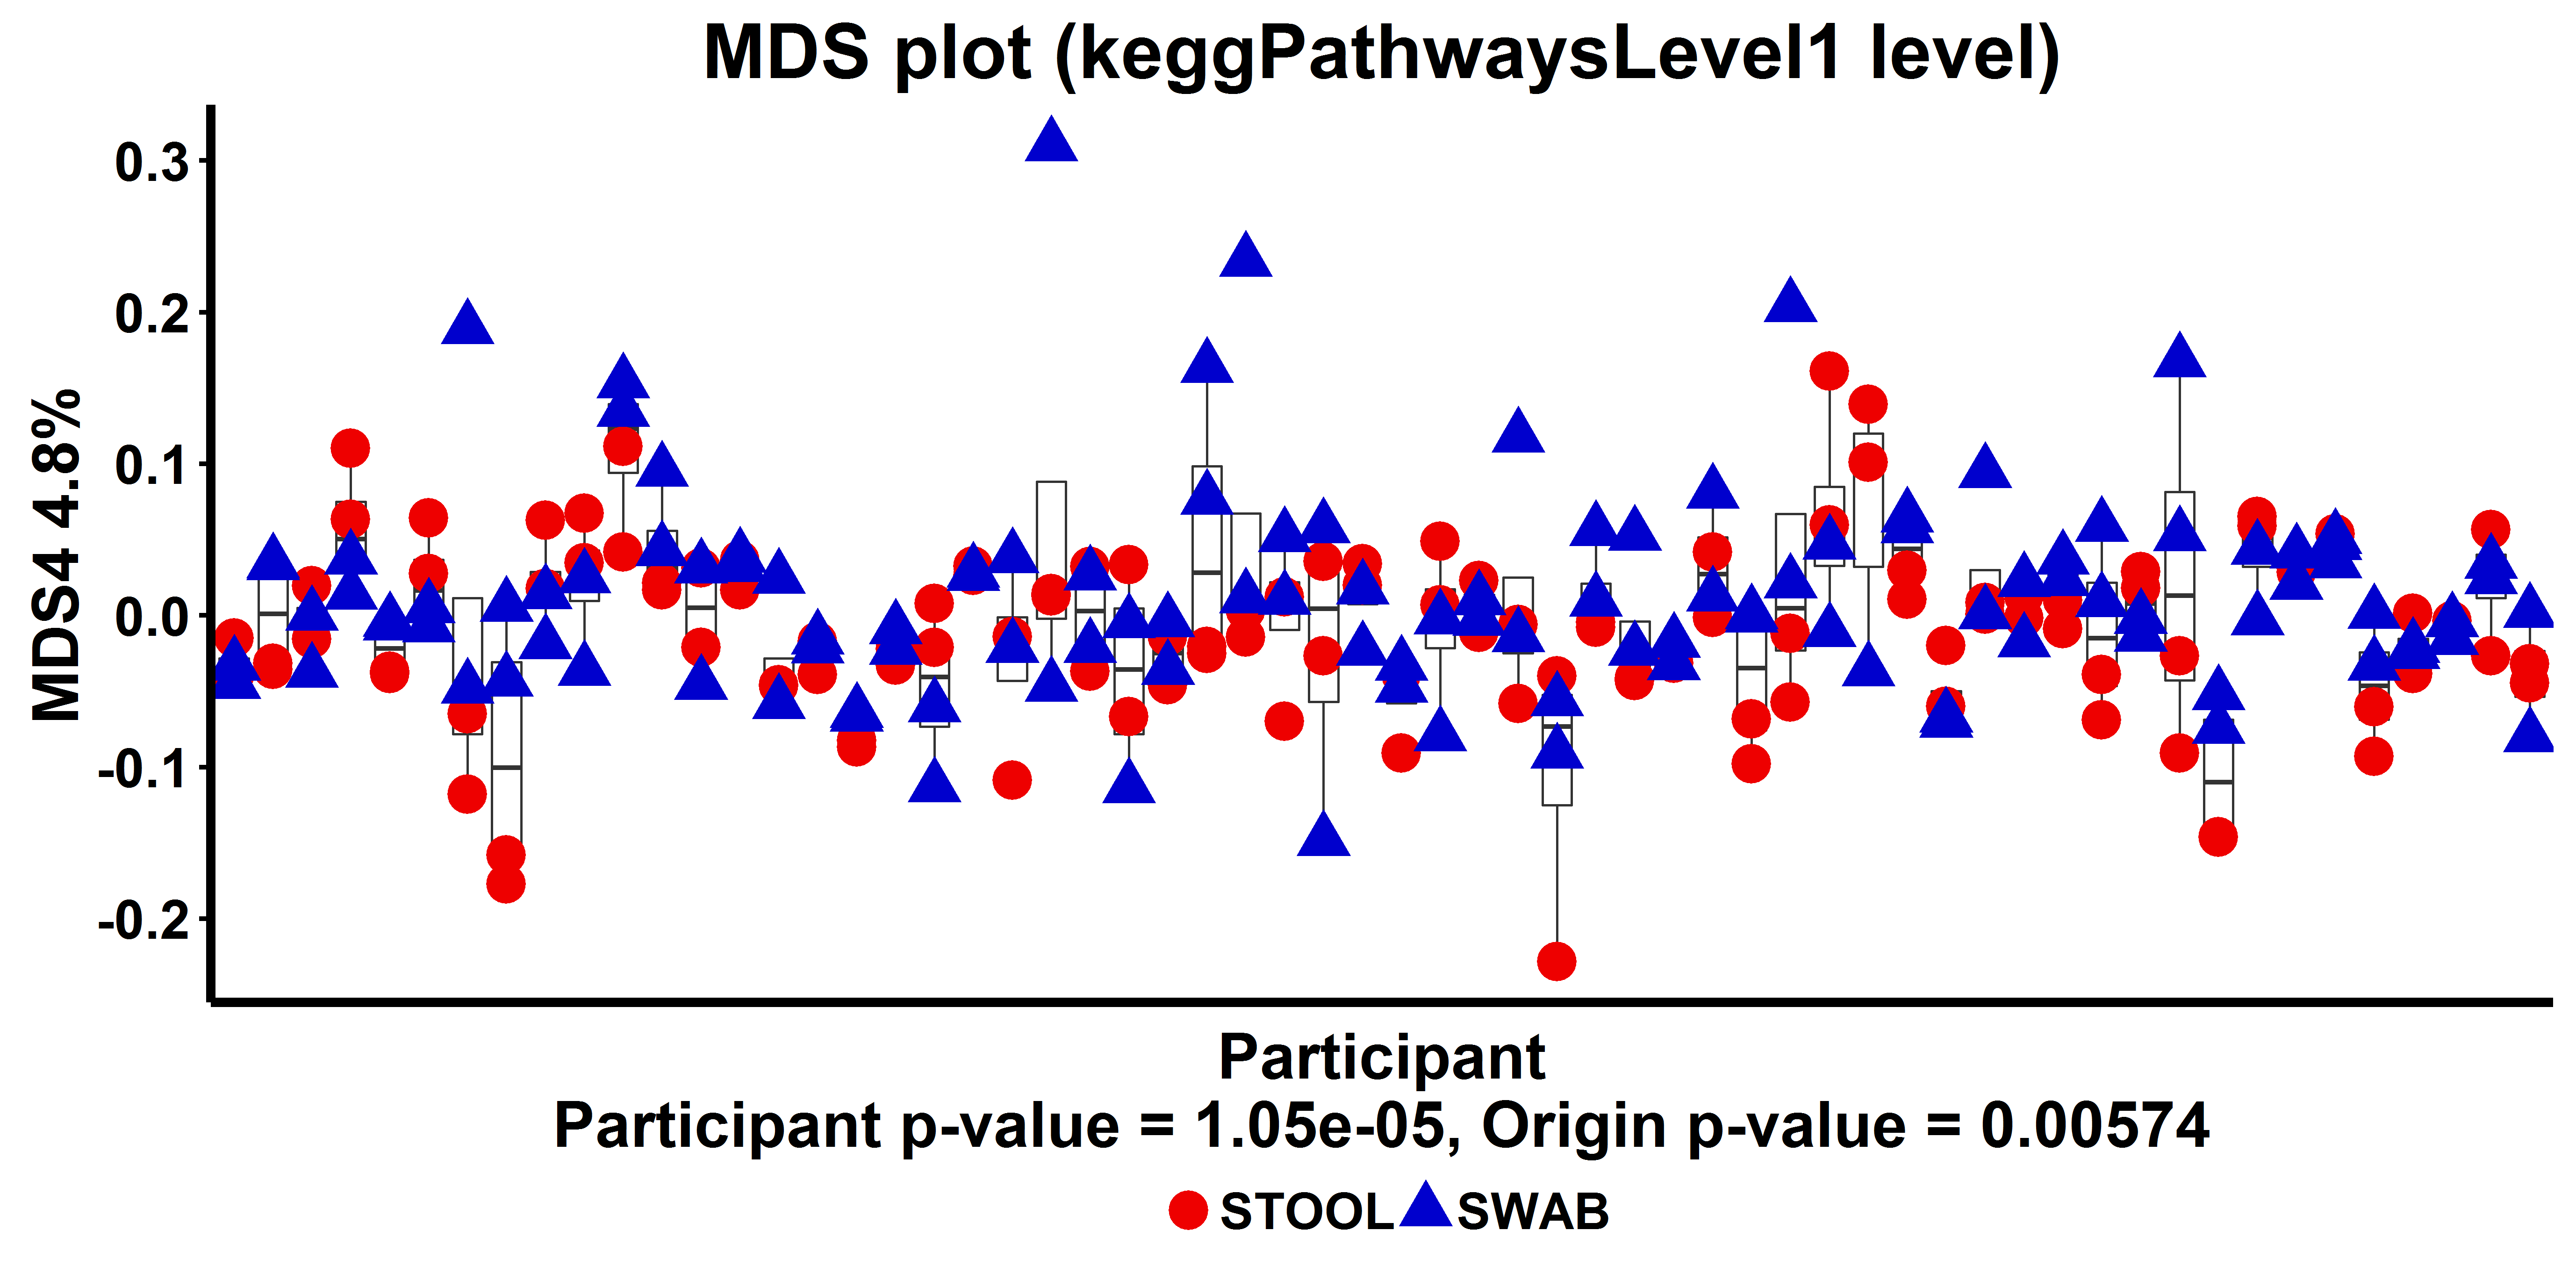 MDS plot (keggPathwaysLevel1 level)
MDS4 4.8%
0.3
0.2
0.1
0.0
-0.1
-0.2
Participant
Participant p-value = 1.05e-05, Origin p-value = 0.00574
STOOL SWAB